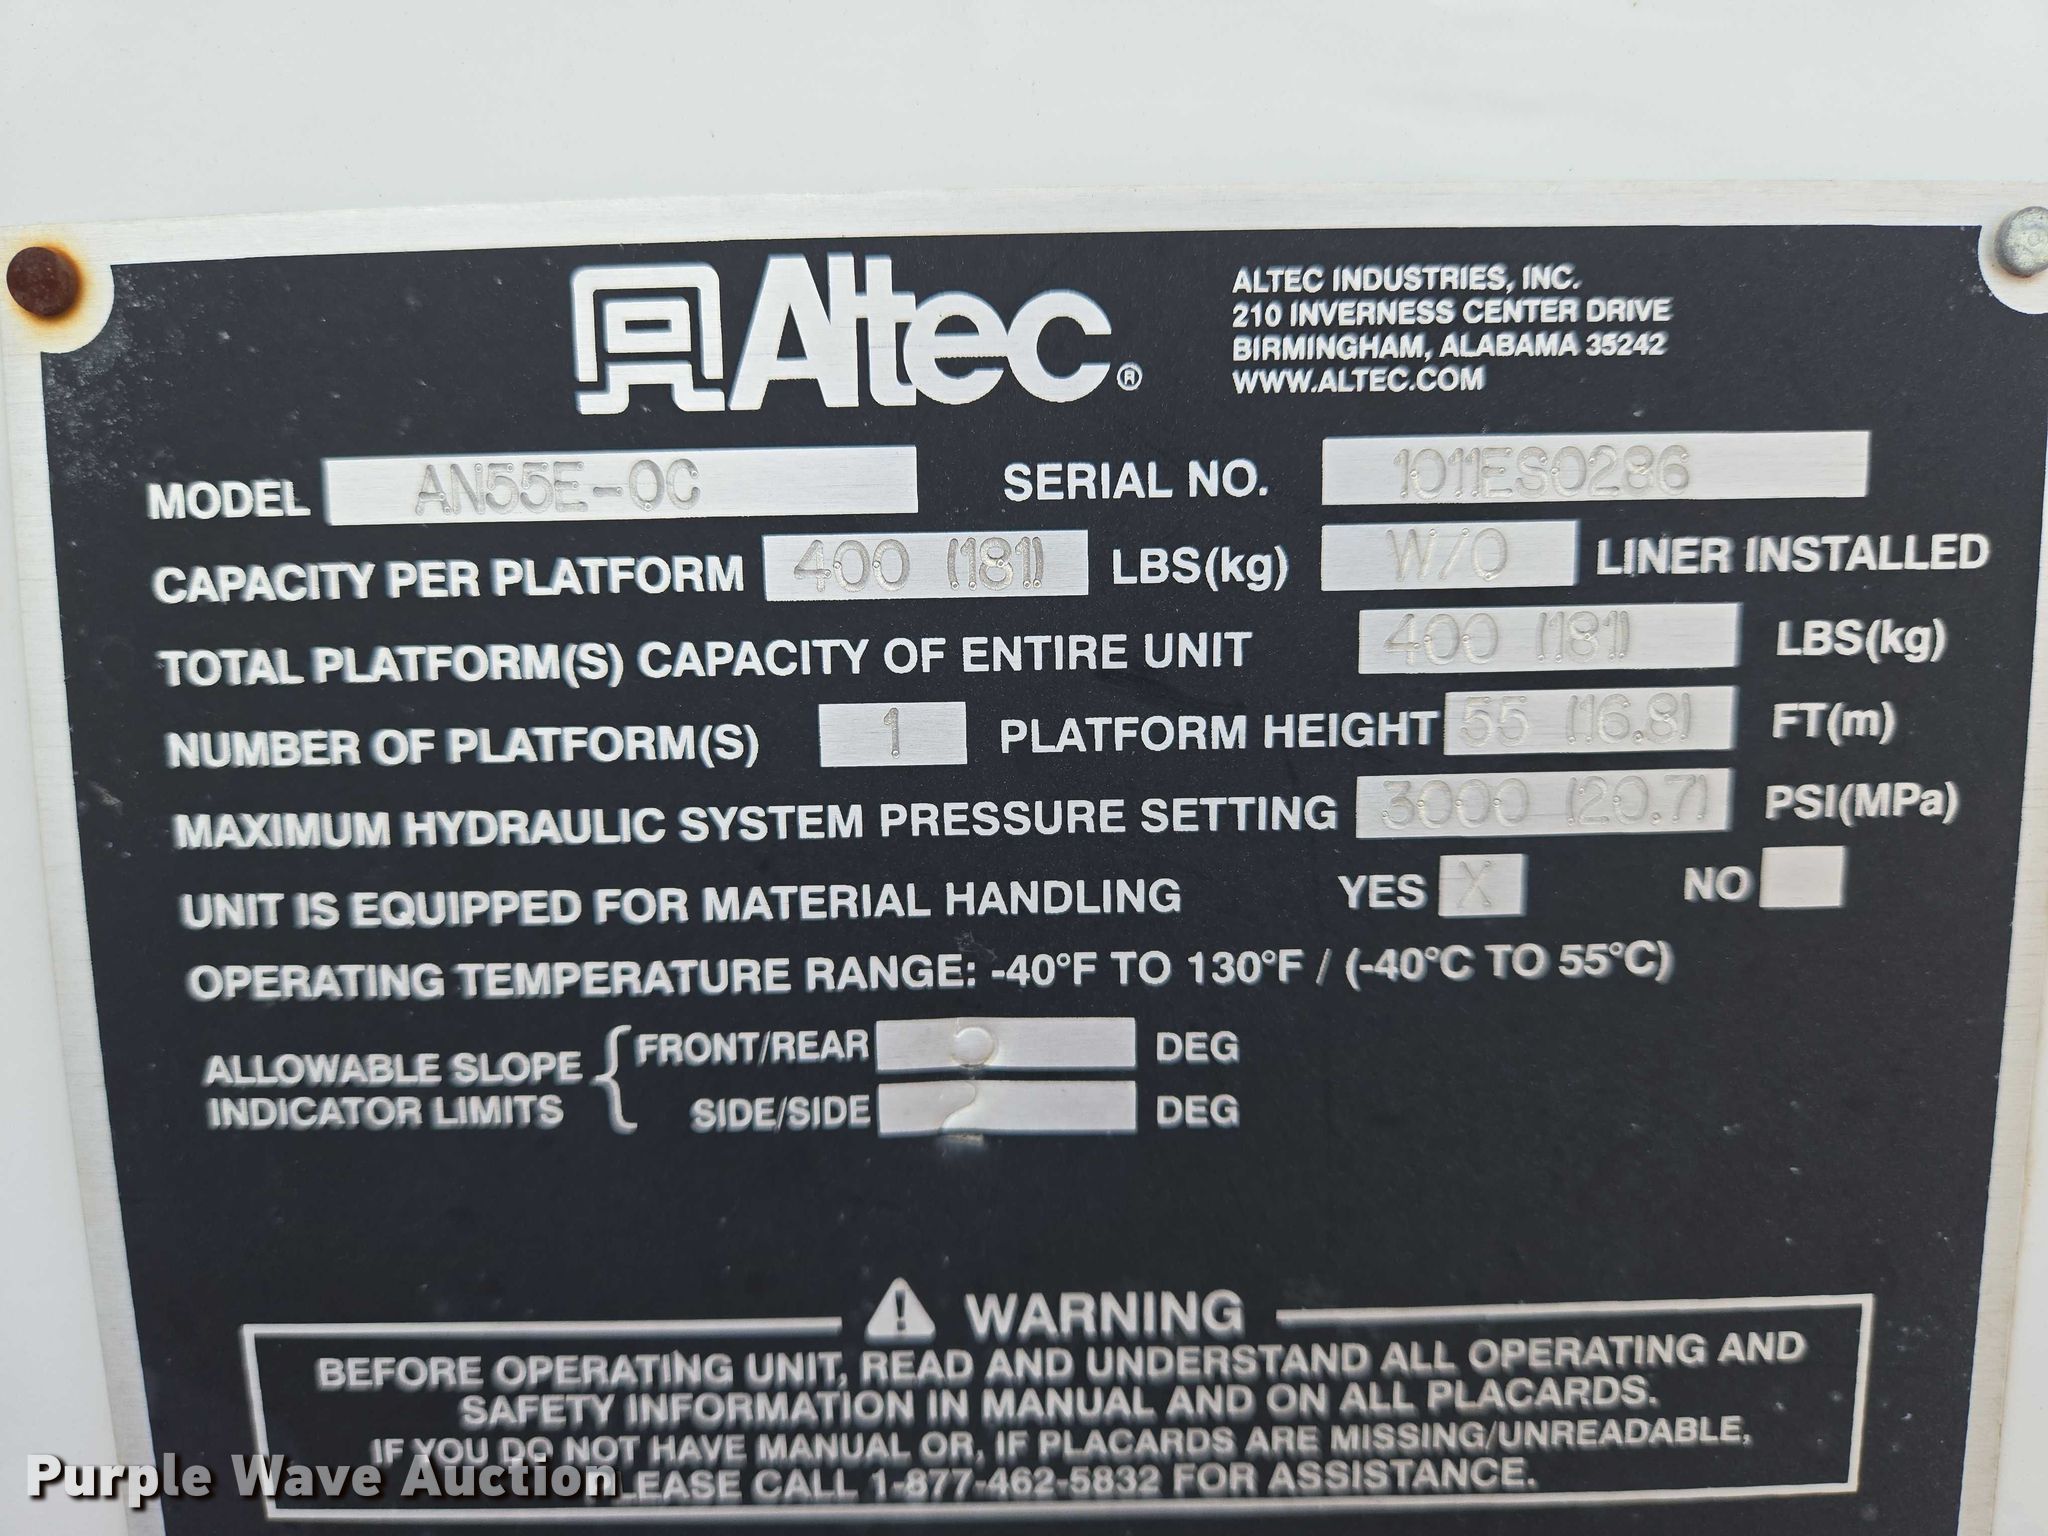 Altec®
ALTEC INDUSTRIES, INC.
210 INVERNESS CENTER DRIVE
BIRMINGHAM, ALABAMA 35242
WWW.ALTEC.COM
MODEL AN55E-OC SERIAL NO. 1011ES0286
CAPACITY PER PLATFORM 400 (181) LBS(kg) W/O LINER INSTALLED
TOTAL PLATFORM(S) CAPACITY OF ENTIRE UNIT 400 (181) LBS(kg)
NUMBER OF PLATFORM(S) 1 PLATFORM HEIGHT 55 (16.8) FT(m)
MAXIMUM HYDRAULIC SYSTEM PRESSURE SETTING 3000 (20.7) PSI(MPa)
UNIT IS EQUIPPED FOR MATERIAL HANDLING YES X NO
OPERATING TEMPERATURE RANGE: -40°F TO 130°F / (-40°C TO 55°C)
ALLOWABLE SLOPE INDICATOR LIMITS
FRONT/REAR DEG
SIDE/SIDE DEG
WARNING
BEFORE OPERATING UNIT, READ AND UNDERSTAND ALL OPERATING AND
SAFETY INFORMATION IN MANUAL AND ON ALL PLACARDS.
IF YOU DO NOT HAVE MANUAL OR, IF PLACARDS ARE MISSING/UNREADABLE,
PLEASE CALL 1-877-462-5832 FOR ASSISTANCE.
Purple Wave Auction